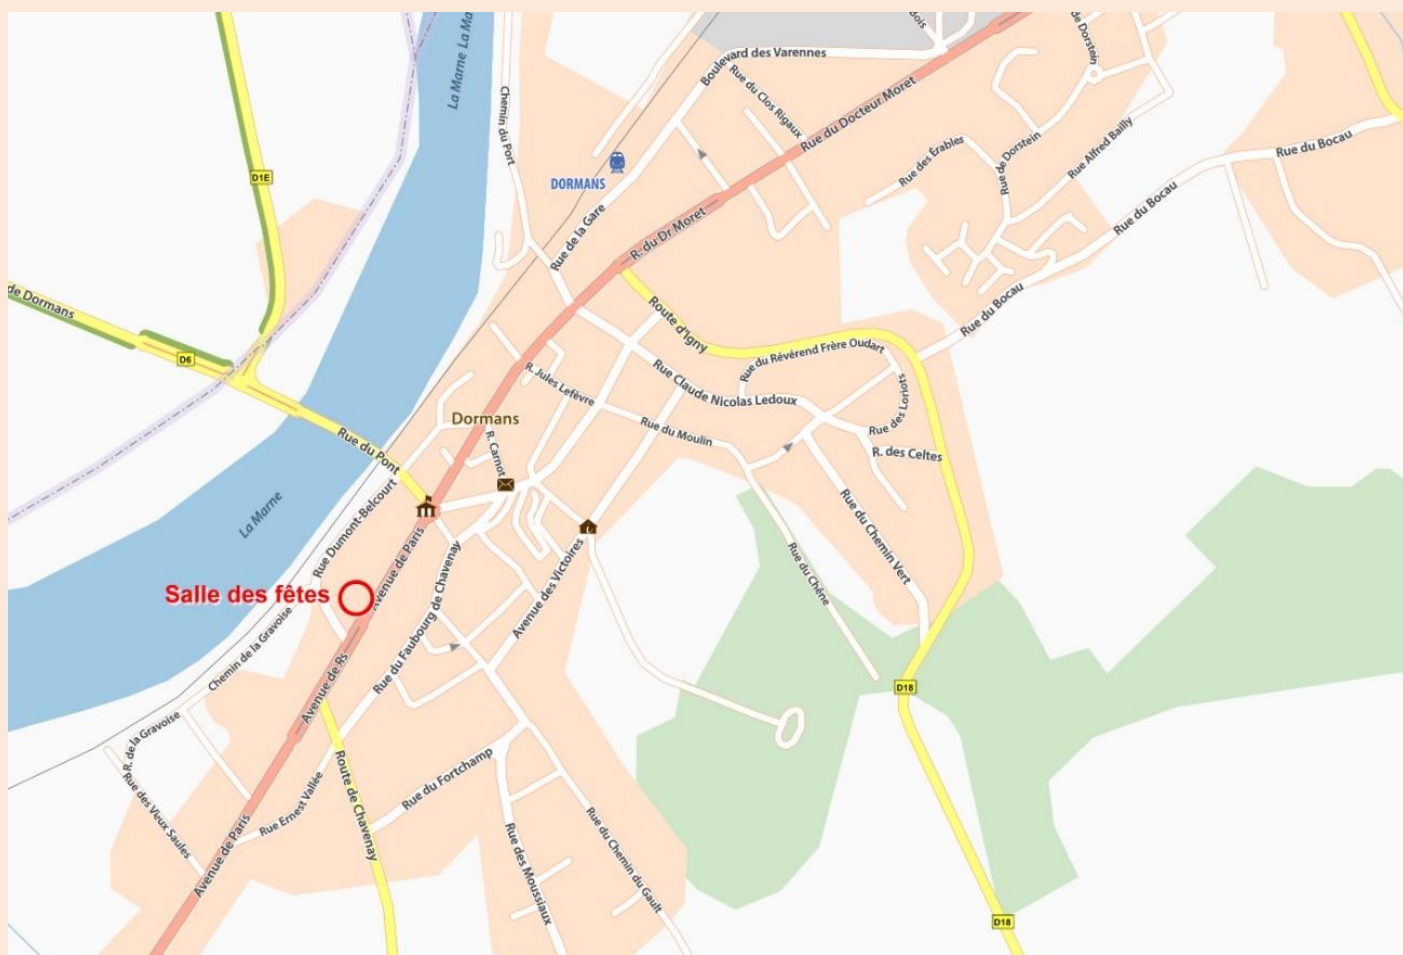 La Marne La Ma
de Dorstein
Boulevard des Varennes
Rue du Clos Rigaux
Rue du Docteur Moret
Chemin du Port
Rue des Érables
Rue de Dorstein
Rue Alfred Bailly
Rue du Bocau
Rue de Dorstein
Rue du Bocau
D1E
DORMANS
Rue de la Gare
R. du Dr Moret
Rue du Bocau
de Dormans
D6
Route d'Igny
Rue du Révérend Frère Oudart
R. Jules Lefèvre
Rue Claude Nicolas Ledoux
Rue des Loriots
Dormans
Rue du Moulin
R. Carnot
R. des Celtes
Rue du Pont
La Marne
Rue Dumont-Belcourt
Rue du Chemin Vert
Avenue de Paris
Rue du Faubourg de Chavenay
Avenue des Victoires
Rue du Chêne
Salle des fêtes
Chemin de la Gravoise
Avenue de Rs
D18
R. de la Gravoise
Rue des Vieux Saules
Route de Chavenay
Rue du Fortchamp
Rue Ernest Vallée
Avenue de Paris
Rue des Moussiaux
Rue du Chemin du Gault
D18